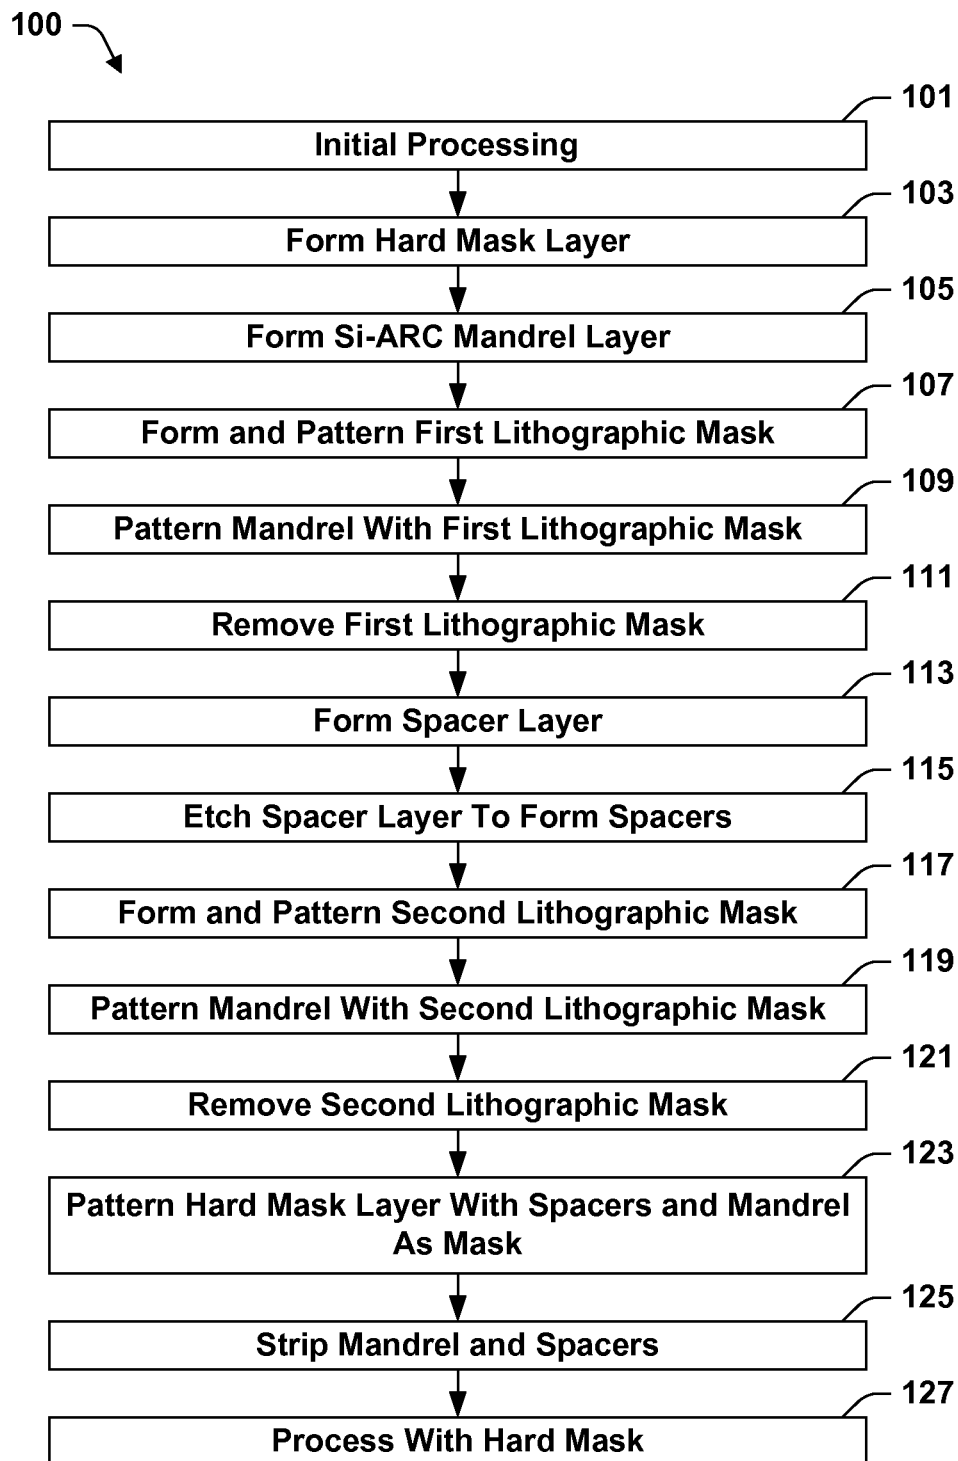 100
101
Initial Processing
103
Form Hard Mask Layer
105
Form Si-ARC Mandrel Layer
107
Form and Pattern First Lithographic Mask
109
Pattern Mandrel With First Lithographic Mask
111
Remove First Lithographic Mask
113
Form Spacer Layer
115
Etch Spacer Layer To Form Spacers
117
Form and Pattern Second Lithographic Mask
119
Pattern Mandrel With Second Lithographic Mask
121
Remove Second Lithographic Mask
123
Pattern Hard Mask Layer With Spacers and Mandrel
As Mask
125
Strip Mandrel and Spacers
127
Process With Hard Mask